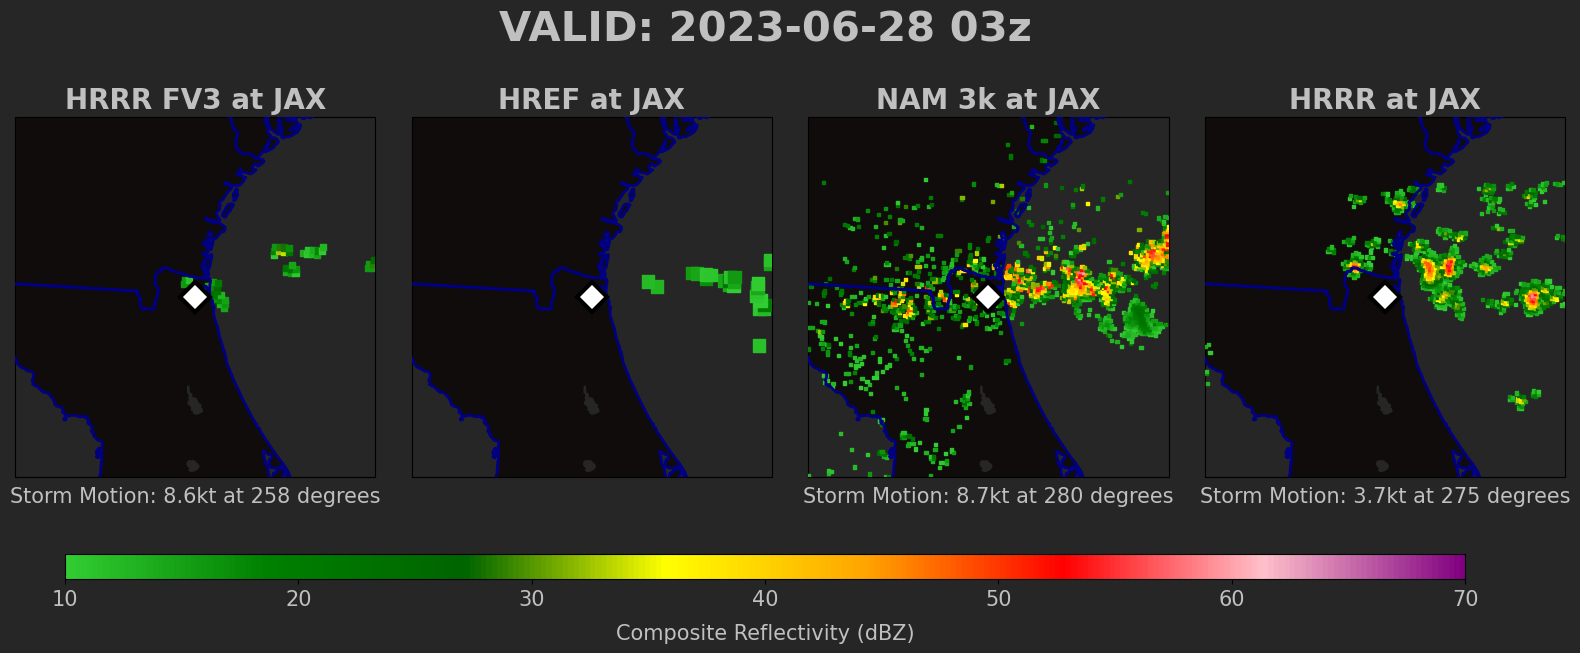 VALID: 2023-06-28 03z
HRRR FV3 at JAX
HREF at JAX
NAM 3k at JAX
HRRR at JAX
Storm Motion: 8.6kt at 258 degrees
Storm Motion: 8.7kt at 280 degrees
Storm Motion: 3.7kt at 275 degrees
10 20 30 40 50 60 70
Composite Reflectivity (dBZ)